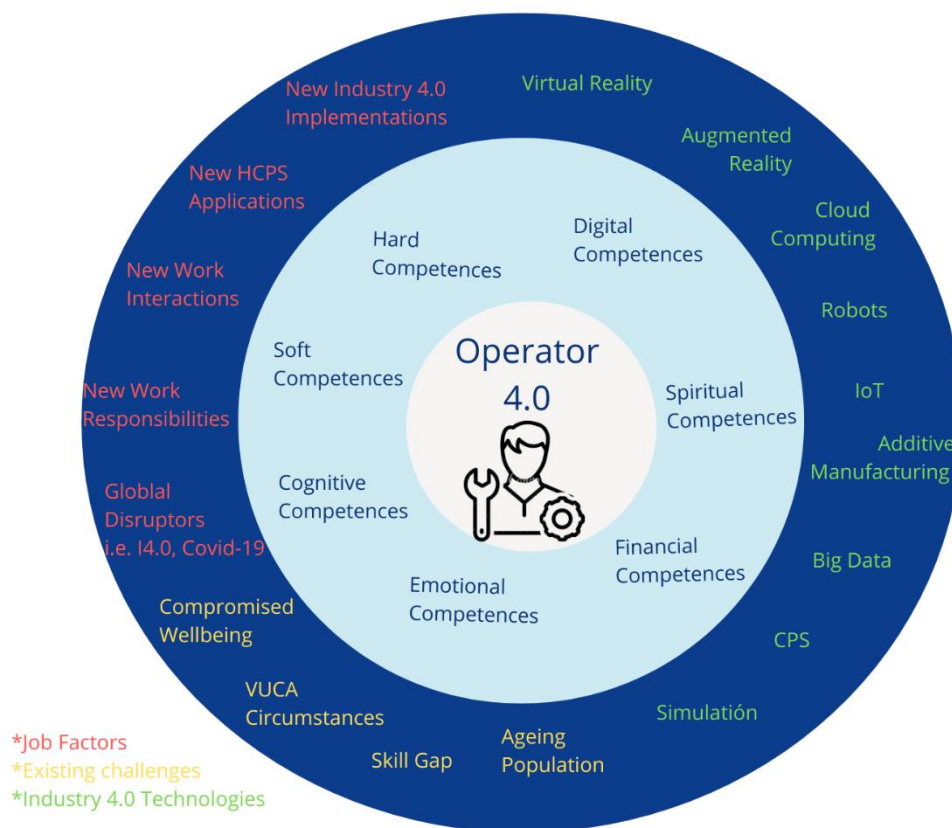 New Industry 4.0
Implementations
Virtual Reality
Augmented
Reality
New HCPS
Applications
Cloud
Computing
Hard
Competences
Digital
Competences
New Work
Interactions
Robots
Soft
Competences
Operator
4.0
Spiritual
Competences
New Work
Responsibilities
IoT
Additive
Manufacturing
Cognitive
Competences
Globlal
Disruptors
i.e. I4.0, Covid-19
Financial
Competences
Big Data
Emotional
Competences
Compromised
Wellbeing
CPS
VUCA
Circumstances
Simulatión
Skill Gap
Ageing
Population
*Job Factors
*Existing challenges
*Industry 4.0 Technologies